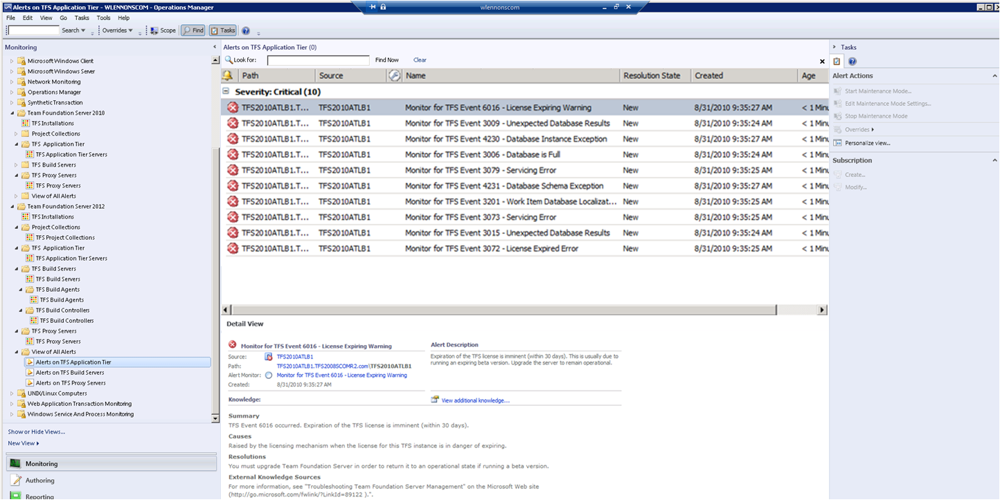 Alerts on TFS Application Tier - WLENNONSCOM - Operations Manager
wlennonscom
File Edit View Go Tasks Tools Help
Search Overrides Scope Find Tasks
Monitoring
Microsoft Windows Client
Microsoft Windows Server
Network Monitoring
Operations Manager
Synthetic Transaction
Team Foundation Server 2010
TFS Installations
Project Collections
TFS Application Tier
TFS Application Tier Servers
TFS Build Servers
TFS Proxy Servers
TFS Proxy Servers
View of All Alerts
Team Foundation Server 2012
TFS Installations
Project Collections
TFS Project Collections
TFS Application Tier
TFS Application Tier Servers
TFS Build Servers
TFS Build Servers
TFS Build Agents
TFS Build Agents
TFS Build Controllers
TFS Build Controllers
TFS Proxy Servers
TFS Proxy Servers
View of All Alerts
Alerts on TFS Application Tier
Alerts on TFS Build Servers
Alerts on TFS Proxy Servers
UNIX/Linux Computers
Web Application Transaction Monitoring
Windows Service And Process Monitoring
Show or Hide Views...
New View
Monitoring
Authoring
Reporting
Alerts on TFS Application Tier (0)
Look for: Find Now Clear
Path Source Name Resolution State Created Age
Severity: Critical (10)
TFS2010ATLB1.T... TFS2010ATLB1 Monitor for TFS Event 6016 - License Expiring Warning New 8/31/2010 9:35:27 AM < 1 Minu
TFS2010ATLB1.T... TFS2010ATLB1 Monitor for TFS Event 3009 - Unexpected Database Results New 8/31/2010 9:35:24 AM < 1 Minu
TFS2010ATLB1.T... TFS2010ATLB1 Monitor for TFS Event 4230 - Database Instance Exception New 8/31/2010 9:35:27 AM < 1 Minu
TFS2010ATLB1.T... TFS2010ATLB1 Monitor for TFS Event 3006 - Database is Full New 8/31/2010 9:35:24 AM < 1 Minu
TFS2010ATLB1.T... TFS2010ATLB1 Monitor for TFS Event 3079 - Servicing Error New 8/31/2010 9:35:25 AM < 1 Minu
TFS2010ATLB1.T... TFS2010ATLB1 Monitor for TFS Event 4231 - Database Schema Exception New 8/31/2010 9:35:27 AM < 1 Minu
TFS2010ATLB1.T... TFS2010ATLB1 Monitor for TFS Event 3201 - Work Item Database Localizat... New 8/31/2010 9:35:25 AM < 1 Minu
TFS2010ATLB1.T... TFS2010ATLB1 Monitor for TFS Event 3073 - Servicing Error New 8/31/2010 9:35:25 AM < 1 Minu
TFS2010ATLB1.T... TFS2010ATLB1 Monitor for TFS Event 3015 - Unexpected Database Results New 8/31/2010 9:35:24 AM < 1 Minu
TFS2010ATLB1.T... TFS2010ATLB1 Monitor for TFS Event 3072 - License Expired Error New 8/31/2010 9:35:25 AM < 1 Minu
Detail View
Monitor for TFS Event 6016 - License Expiring Warning
Source: TFS2010ATLB1
Path: TFS2010ATLB1.TFS2008SCOMR2.com\TFS2010ATLB1
Alert Monitor: Monitor for TFS Event 6016 - License Expiring Warning
Created: 8/31/2010 9:35:27 AM
Alert Description
Expiration of the TFS license is imminent (within 30 days). This is usually due to
running an expiring beta version. Upgrade the server to remain operational.
Knowledge: View additional knowledge...
Summary
TFS Event 6016 occurred. Expiration of the TFS license is imminent (within 30 days).
Causes
Raised by the licensing mechanism when the license for this TFS instance is in danger of expiring.
Resolutions
You must upgrade Team Foundation Server in order to return it to an operational state if running a beta version.
External Knowledge Sources
For more information, see "Troubleshooting Team Foundation Server Management" on the Microsoft Web site
(http://go.microsoft.com/fwlink/?LinkId=89122 ).".
Tasks
Alert Actions
Start Maintenance Mode...
Edit Maintenance Mode Settings...
Stop Maintenance Mode
Overrides
Personalize view...
Subscription
Create...
Modify...